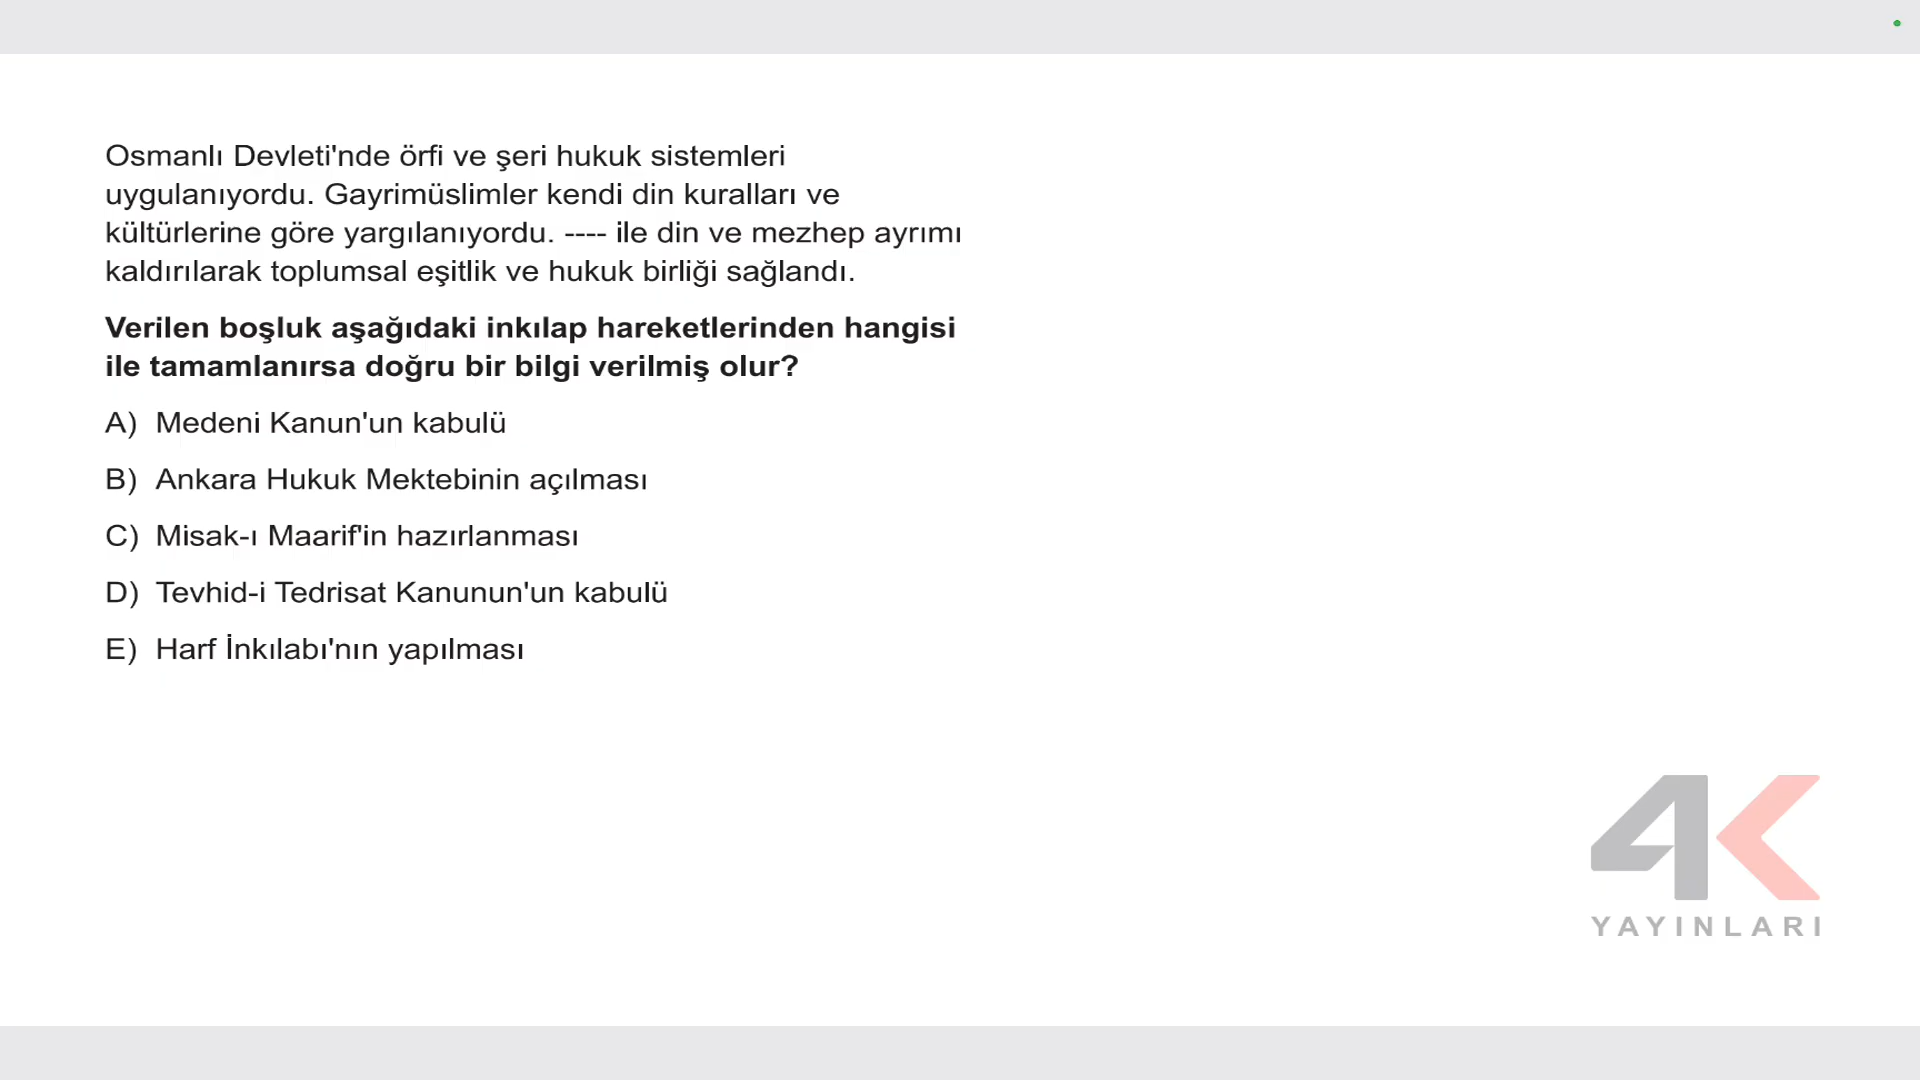 Osmanlı Devleti'nde örfi ve şeri hukuk sistemleri
uygulanıyordu. Gayrimüslimler kendi din kuralları ve
kültürlerine göre yargılanıyordu. ---- ile din ve mezhep ayrımı
kaldırılarak toplumsal eşitlik ve hukuk birliği sağlandı.
Verilen boşluk aşağıdaki inkılap hareketlerinden hangisi
ile tamamlanırsa doğru bir bilgi verilmiş olur?
A) Medeni Kanun'un kabulü
B) Ankara Hukuk Mektebinin açılması
C) Misak-ı Maarif'in hazırlanması
D) Tevhid-i Tedrisat Kanunun'un kabulü
E) Harf İnkılabı'nın yapılması
4K
YAYINLARI